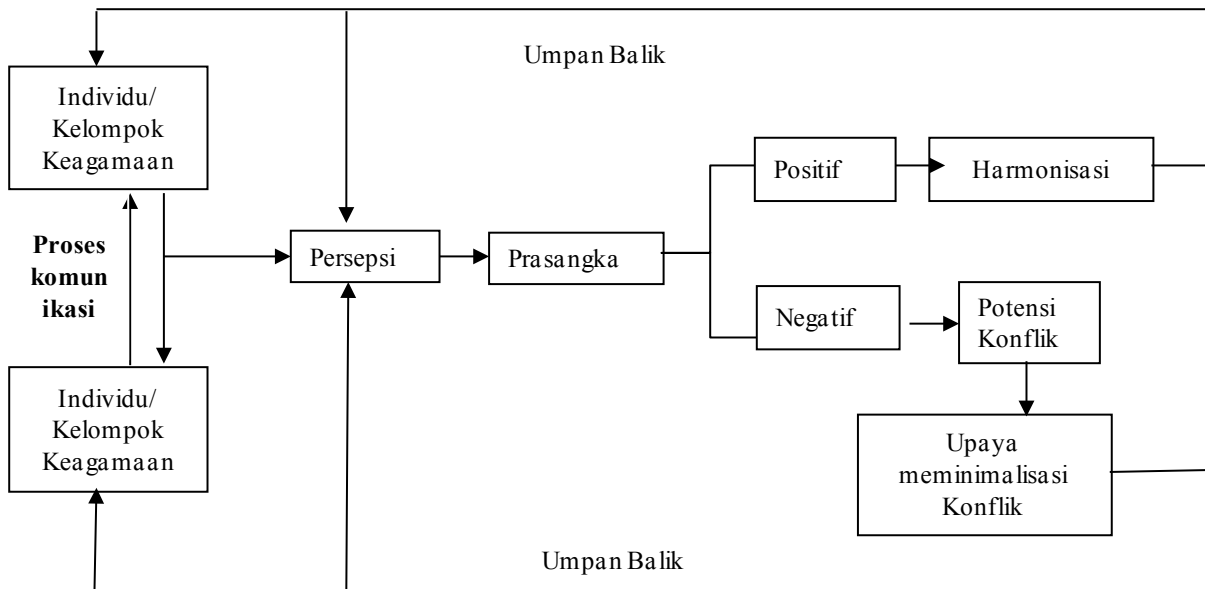 Umpan Balik
Individu/
Kelompok
Keagamaan
Proses
komun
ikasi
Individu/
Kelompok
Keagamaan
Persepsi
Prasangka
Positif
Harmonisasi
Negatif
Potensi
Konflik
Upaya
meminimalisasi
Konflik
Umpan Balik